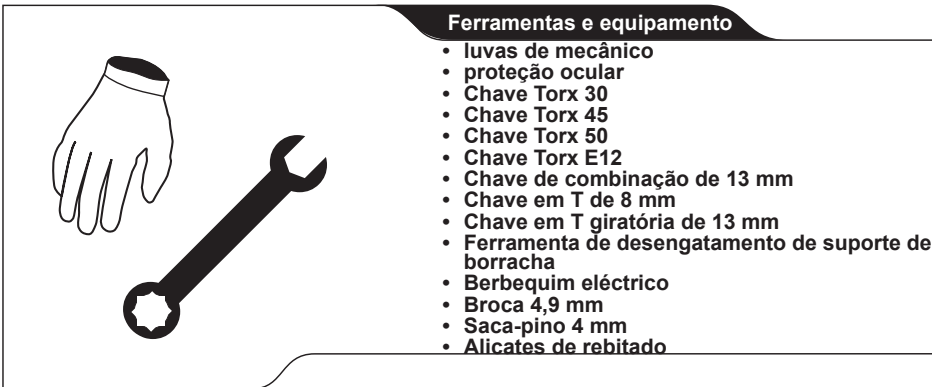 Ferramentas e equipamento
• luvas de mecânico
• proteção ocular
• Chave Torx 30
• Chave Torx 45
• Chave Torx 50
• Chave Torx E12
• Chave de combinação de 13 mm
• Chave em T de 8 mm
• Chave em T giratória de 13 mm
• Ferramenta de desengatamento de suporte de
borracha
• Berbequim eléctrico
• Broca 4,9 mm
• Saca-pino 4 mm
• Alicates de rebitado